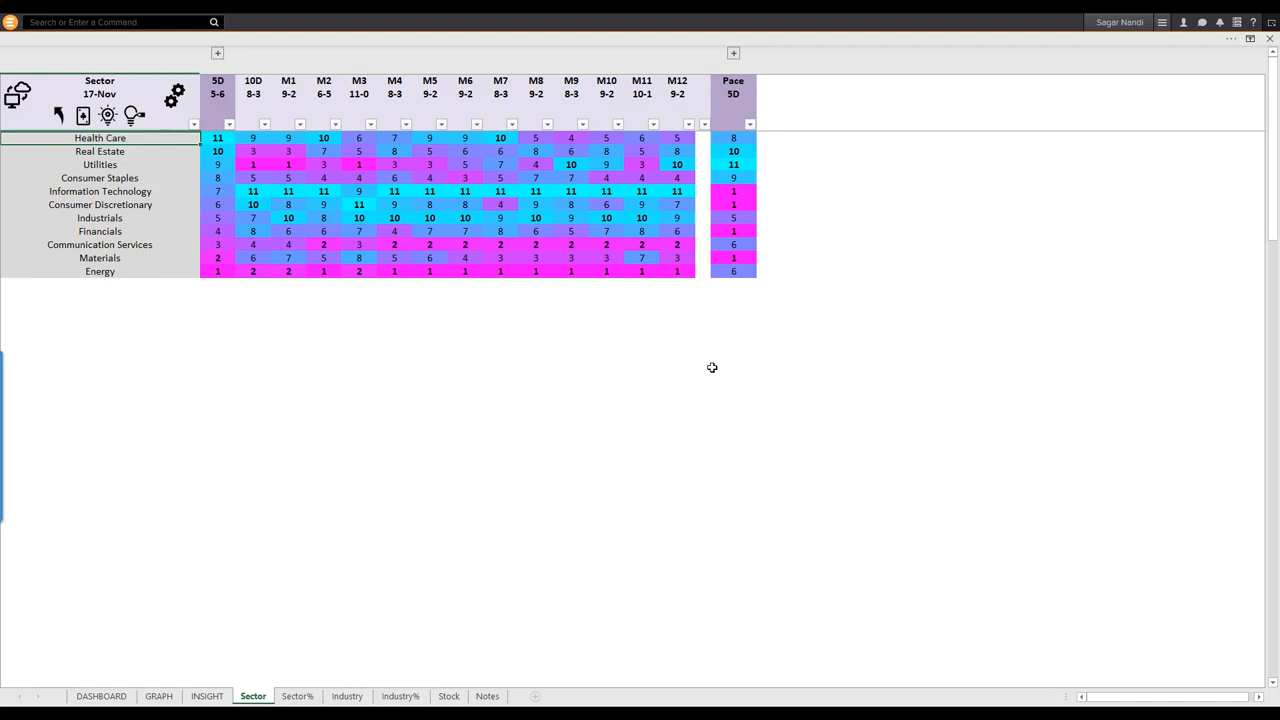 Search or Enter a Command
Sagar Nandi
Sector 5D 10D M1 M2 M3 M4 M5 M6 M7 M8 M9 M10 M11 M12 Pace
17-Nov 5-6 8-3 9-2 6-5 11-0 8-3 9-2 9-2 8-3 9-2 8-3 9-2 10-1 9-2 5D
Health Care 11 9 9 10 6 7 9 9 10 5 4 5 6 5 8
Real Estate 10 3 3 7 5 8 5 6 6 8 6 8 5 8 10
Utilities 9 1 1 3 1 3 3 5 7 4 10 9 3 10 11
Consumer Staples 8 5 5 4 4 6 4 3 5 7 7 4 4 4 9
Information Technology 7 11 11 11 9 11 11 11 11 11 11 11 11 11 1
Consumer Discretionary 6 10 8 9 11 9 8 8 4 9 8 6 9 7 1
Industrials 5 7 10 8 10 10 10 10 9 10 9 10 10 9 5
Financials 4 8 6 6 7 4 7 7 8 6 5 7 8 6 1
Communication Services 3 4 4 2 3 2 2 2 2 2 2 2 2 2 6
Materials 2 6 7 5 8 5 6 4 3 3 3 3 7 3 1
Energy 1 2 2 1 2 1 1 1 1 1 1 1 1 1 6
DASHBOARD GRAPH INSIGHT Sector Sector% Industry Industry% Stock Notes